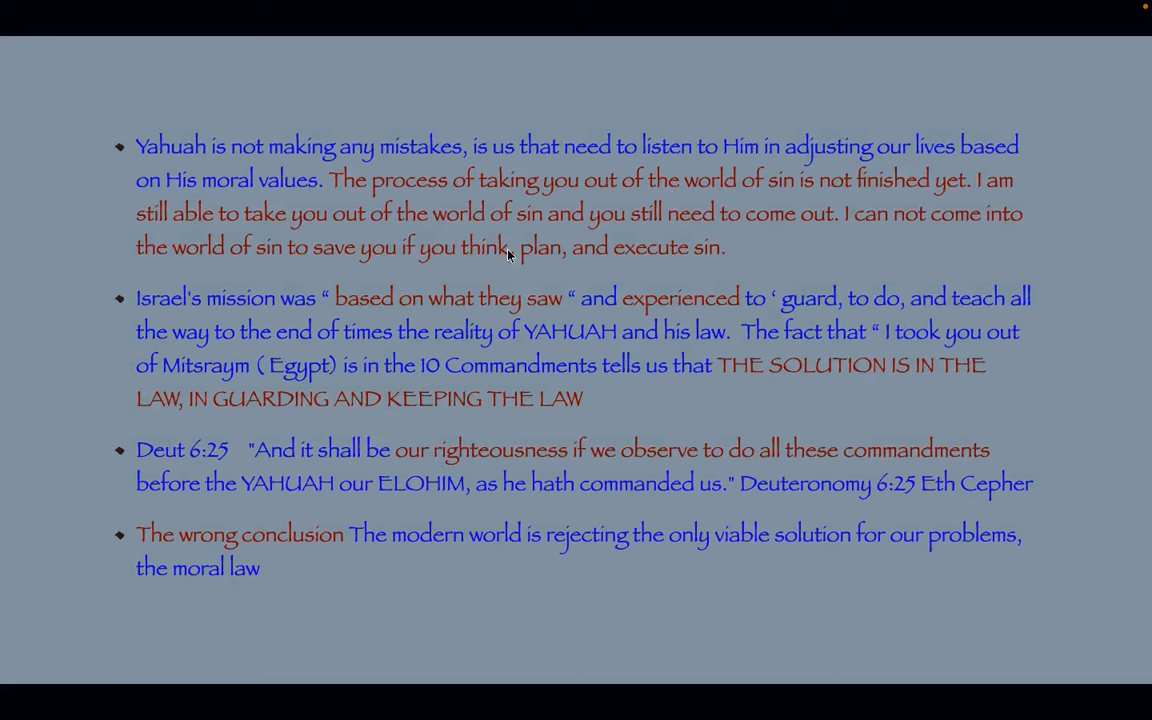 Yahuah is not making any mistakes, is us that need to listen to Him in adjusting our lives based
on His moral values. The process of taking you out of the world of sin is not finished yet. I am
still able to take you out of the world of sin and you still need to come out. I can not come into
the world of sin to save you if you think, plan, and execute sin.
Israel's mission was “ based on what they saw “ and experienced to ‘ guard, to do, and teach all
the way to the end of times the reality of YAHUAH and his law. The fact that “ I took you out
of Mitsraym ( Egypt) is in the 10 Commandments tells us that THE SOLUTION IS IN THE
LAW, IN GUARDING AND KEEPING THE LAW
Deut 6:25 "And it shall be our righteousness if we observe to do all these commandments
before the YAHUAH our ELOHIM, as he hath commanded us." Deuteronomy 6:25 Eth Cepher
The wrong conclusion The modern world is rejecting the only viable solution for our problems,
the moral law